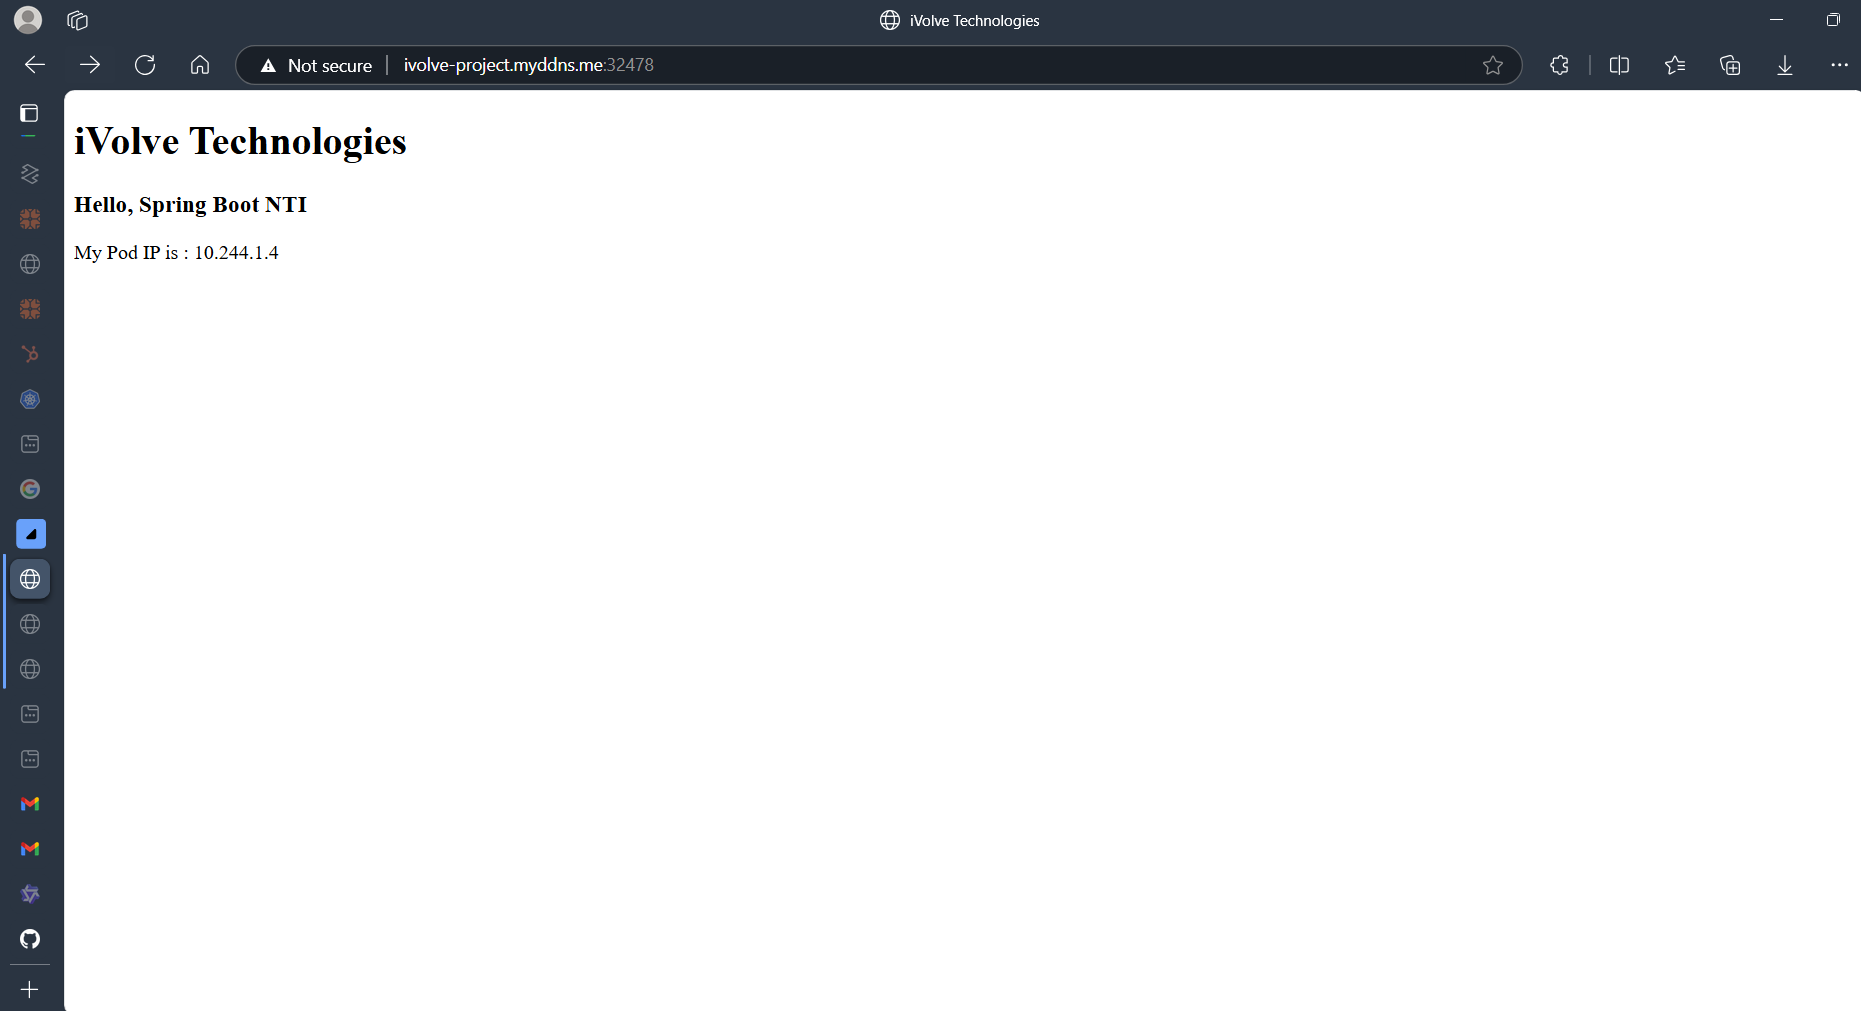 iVolve Technologies
Not secure
ivolve-project.myddns.me:32478
iVolve Technologies
Hello, Spring Boot NTI
My Pod IP is : 10.244.1.4